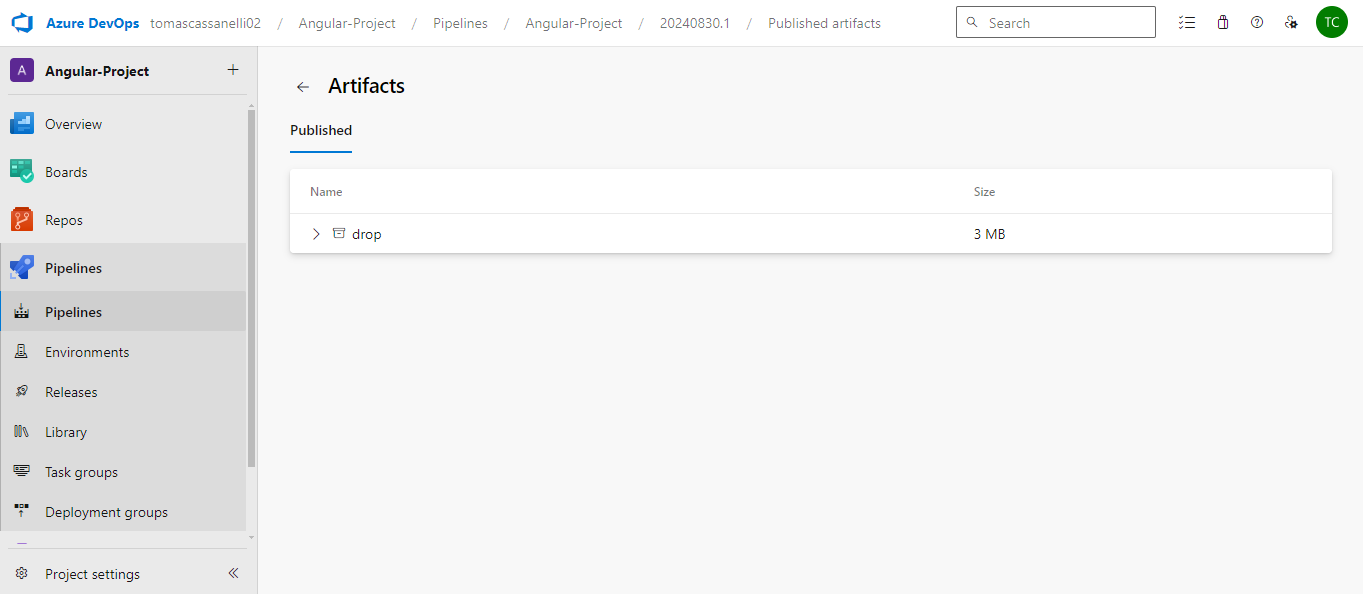 Azure DevOps tomascassanelli02 / Angular-Project / Pipelines / Angular-Project / 20240830.1 / Published artifacts Search TC
A Angular-Project +
Overview
Boards
Repos
Pipelines
Pipelines
Environments
Releases
Library
Task groups
Deployment groups
Project settings
Artifacts
Published
Name Size
drop 3 MB